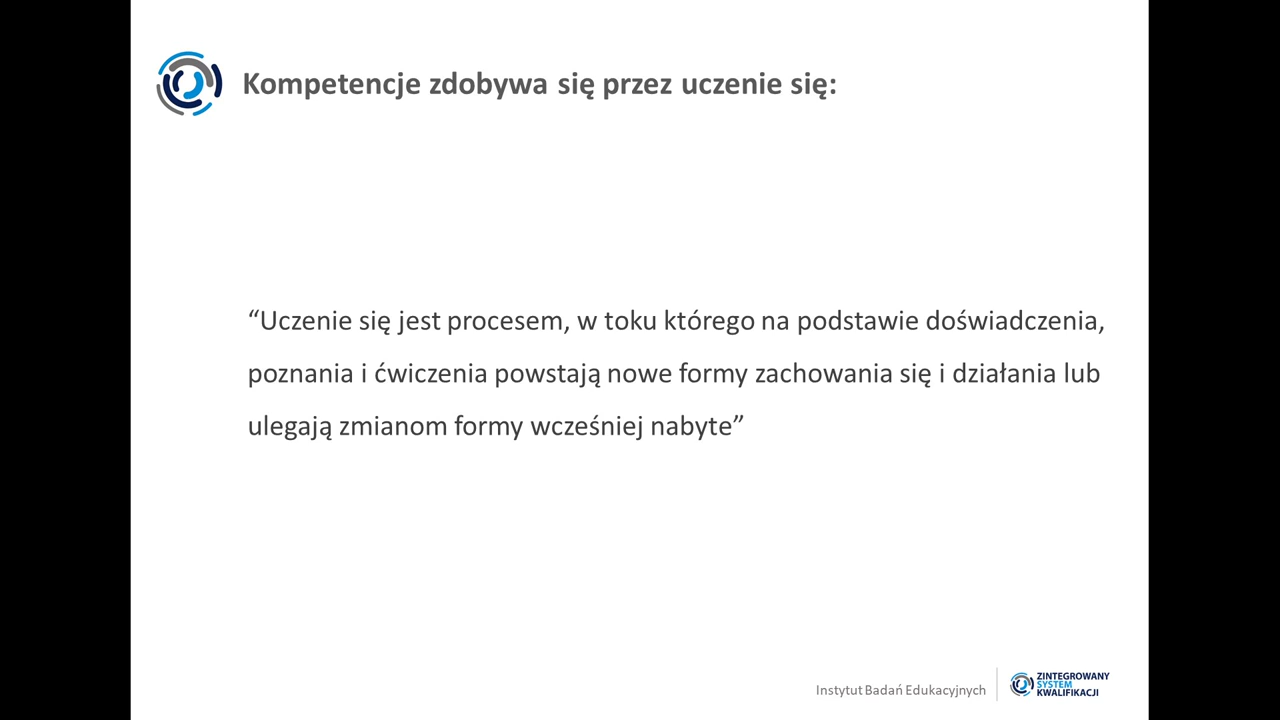 Kompetencje zdobywa się przez uczenie się:
“Uczenie się jest procesem, w toku którego na podstawie doświadczenia,
poznania i ćwiczenia powstają nowe formy zachowania się i działania lub
ulegają zmianom formy wcześniej nabyte”
Instytut Badań Edukacyjnych
ZINTEGROWANY
SYSTEM
KWALIFIKACJI